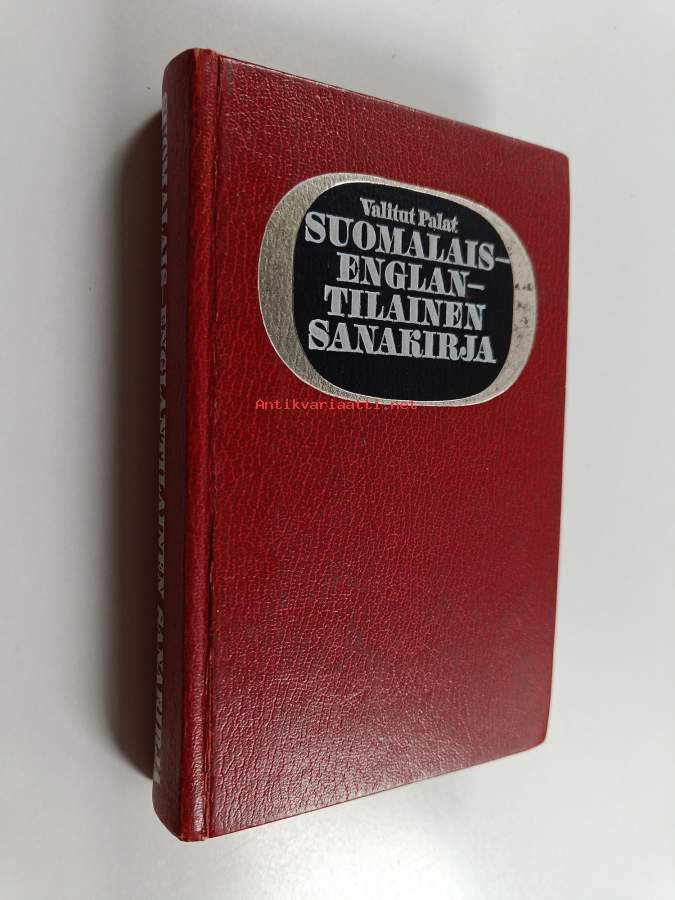 Valitut Palat
SUOMALAIS–
ENGLAN–
TILAINEN
SANAKIRJA
Antikvariaatti.net
SUOMALAIS–ENGLANTILAINEN SANAKIRJA